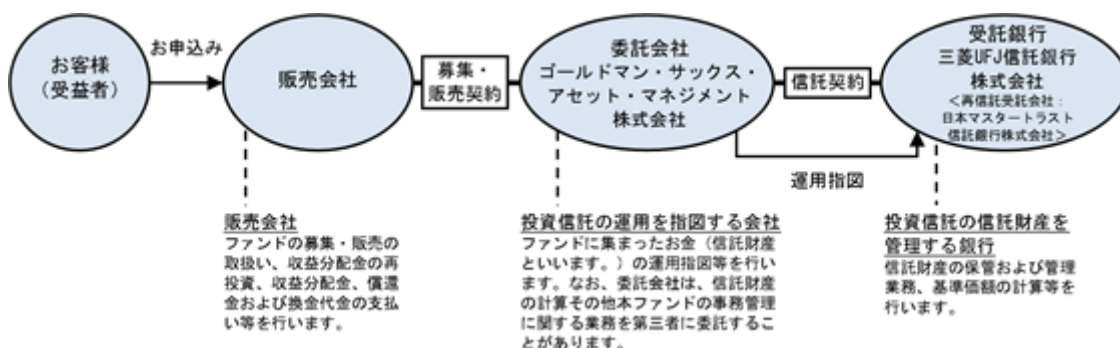 お客様
(受益者)
お申込み
販売会社
募集・
販売契約
委託会社
ゴールドマン・サックス・
アセット・マネジメント
株式会社
信託契約
受託銀行
三菱UFJ信託銀行
株式会社
<再信託受託会社:
日本マスタートラスト
信託銀行株式会社>
運用指図
販売会社
ファンドの募集・販売の
取扱い、収益分配金の再
投資、収益分配金、償還
金および換金代金の支払
い等を行います。
投資信託の運用を指図する会社
ファンドに集まったお金(信託財産
といいます。)の運用指図等を行い
ます。なお、委託会社は、信託財産
の計算その他本ファンドの事務管理
に関する業務を第三者に委託するこ
とがあります。
投資信託の信託財産を
管理する銀行
信託財産の保管および管理
業務、基準価額の計算等を
行います。